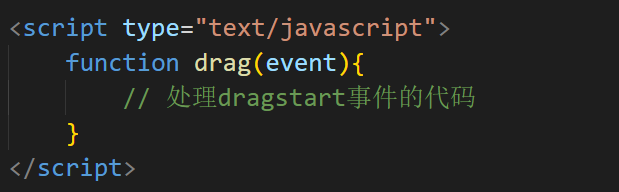 <script type="text/javascript">
    function drag(event){
        // 处理dragstart事件的代码
    }
</script>